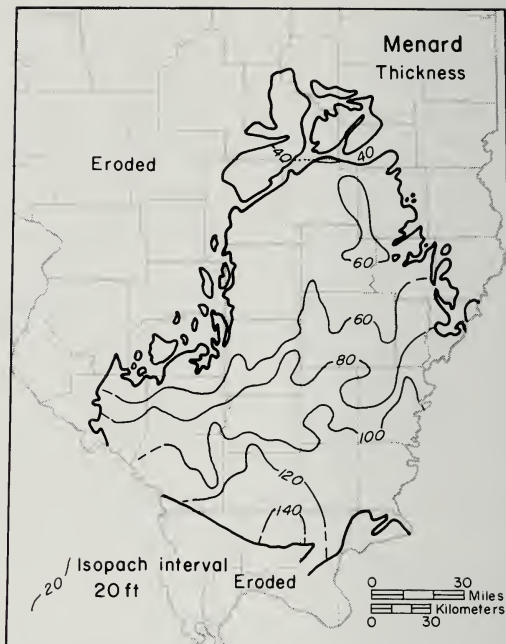 Menard
Thickness
40
40
Eroded
60
60
80
100
120
140
20
Isopach interval
20 ft
Eroded
0 30
Miles
Kilometers
0 30